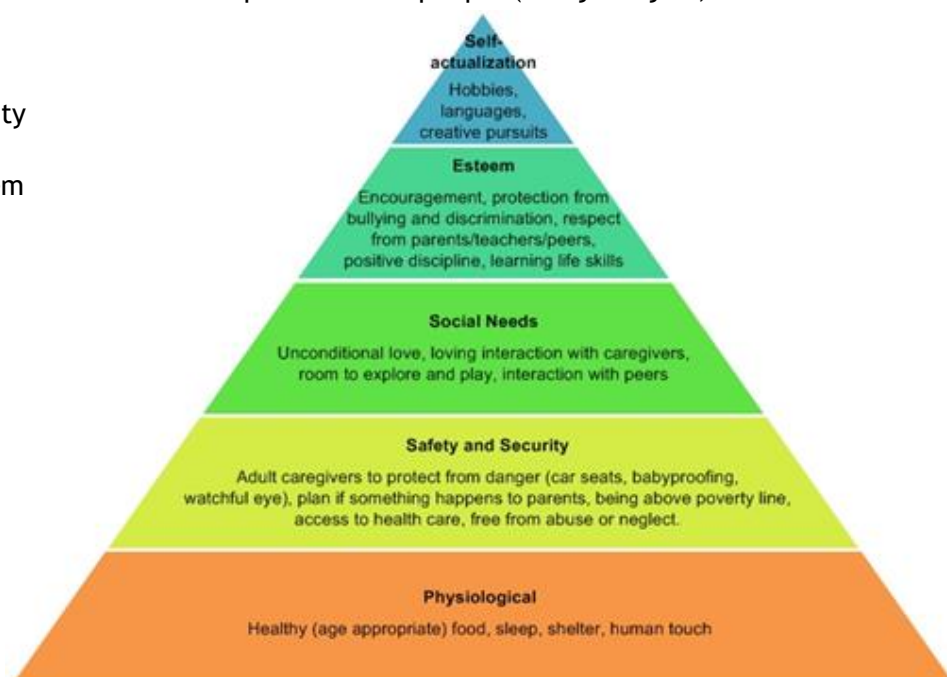 Self-
actualization
Hobbies,
languages,
creative pursuits
ty
Esteem
m
Encouragement, protection from
bullying and discrimination, respect
from parents/teachers/peers,
positive discipline, learning life skills
Social Needs
Unconditional love, loving interaction with caregivers,
room to explore and play, interaction with peers
Safety and Security
Adult caregivers to protect from danger (car seats, babyproofing,
watchful eye), plan if something happens to parents, being above poverty line,
access to health care, free from abuse or neglect.
Physiological
Healthy (age appropriate) food, sleep, shelter, human touch